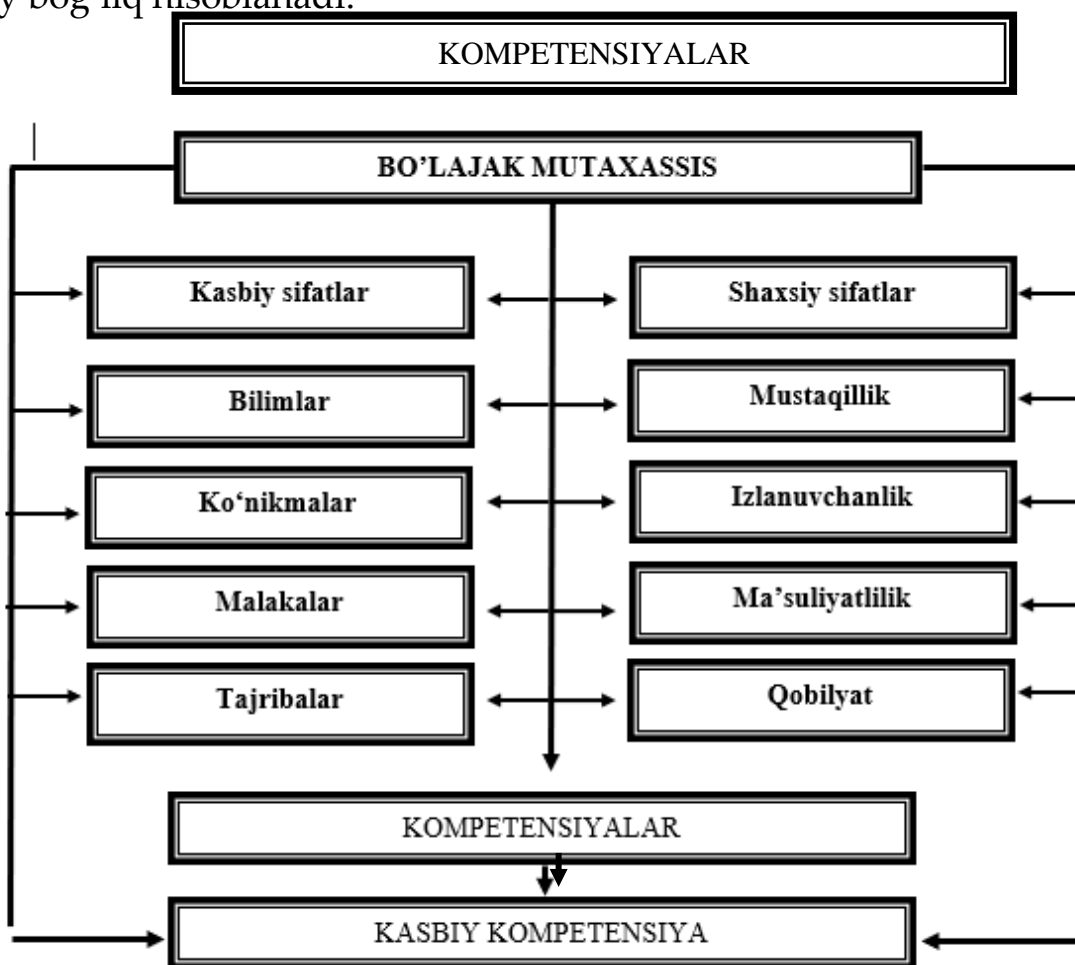 y bog'liq hisoblanadi.
KOMPETENSIYALAR
BO’LAJAK MUTAXASSIS
Kasbiy sifatlar
Shaxsiy sifatlar
Bilimlar
Mustaqillik
Ko‘nikmalar
Izlanuvchanlik
Malakalar
Ma’suliyatlilik
Tajribalar
Qobilyat
KOMPETENSIYALAR
KASBIY KOMPETENSIYA